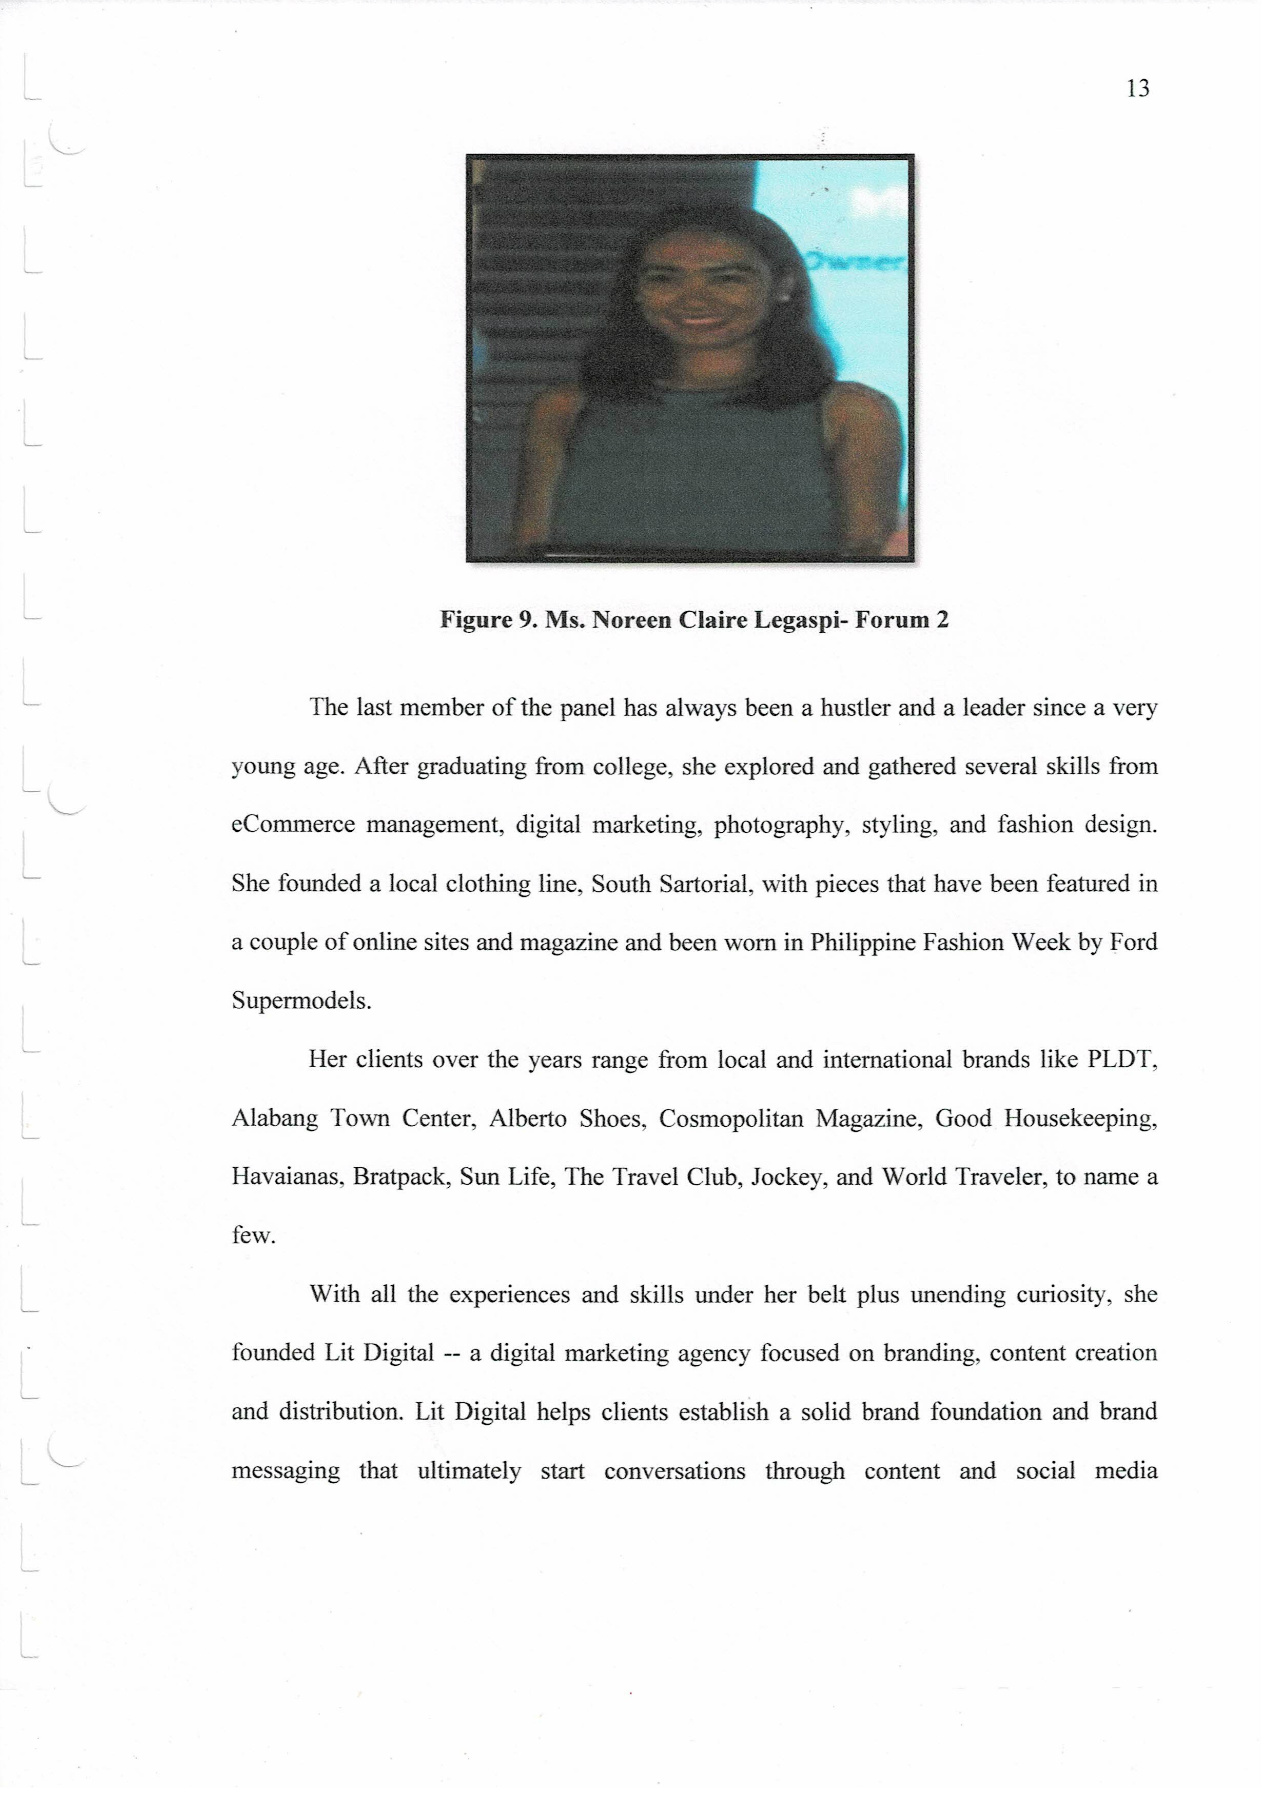 13
Owner
Figure 9. Ms. Noreen Claire Legaspi- Forum 2
The last member of the panel has always been a hustler and a leader since a very
young age. After graduating from college, she explored and gathered several skills from
eCommerce management, digital marketing, photography, styling, and fashion design.
She founded a local clothing line, South Sartorial, with pieces that have been featured in
a couple of online sites and magazine and been worn in Philippine Fashion Week by Ford
Supermodels.
Her clients over the years range from local and international brands like PLDT,
Alabang Town Center, Alberto Shoes, Cosmopolitan Magazine, Good Housekeeping,
Havaianas, Bratpack, Sun Life, The Travel Club, Jockey, and World Traveler, to name a
few.
With all the experiences and skills under her belt plus unending curiosity, she
founded Lit Digital -- a digital marketing agency focused on branding, content creation
and distribution. Lit Digital helps clients establish a solid brand foundation and brand
messaging that ultimately start conversations through content and social media